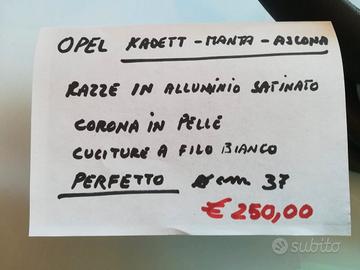 OPEL KADETT - MANTA - ASCONA
RAZZE IN ALLUMINIO SATINATO
CORONA IN PELLE
CUCITURE A FILO BIANCO
PERFETTO ø cm. 37
€ 250,00
subito